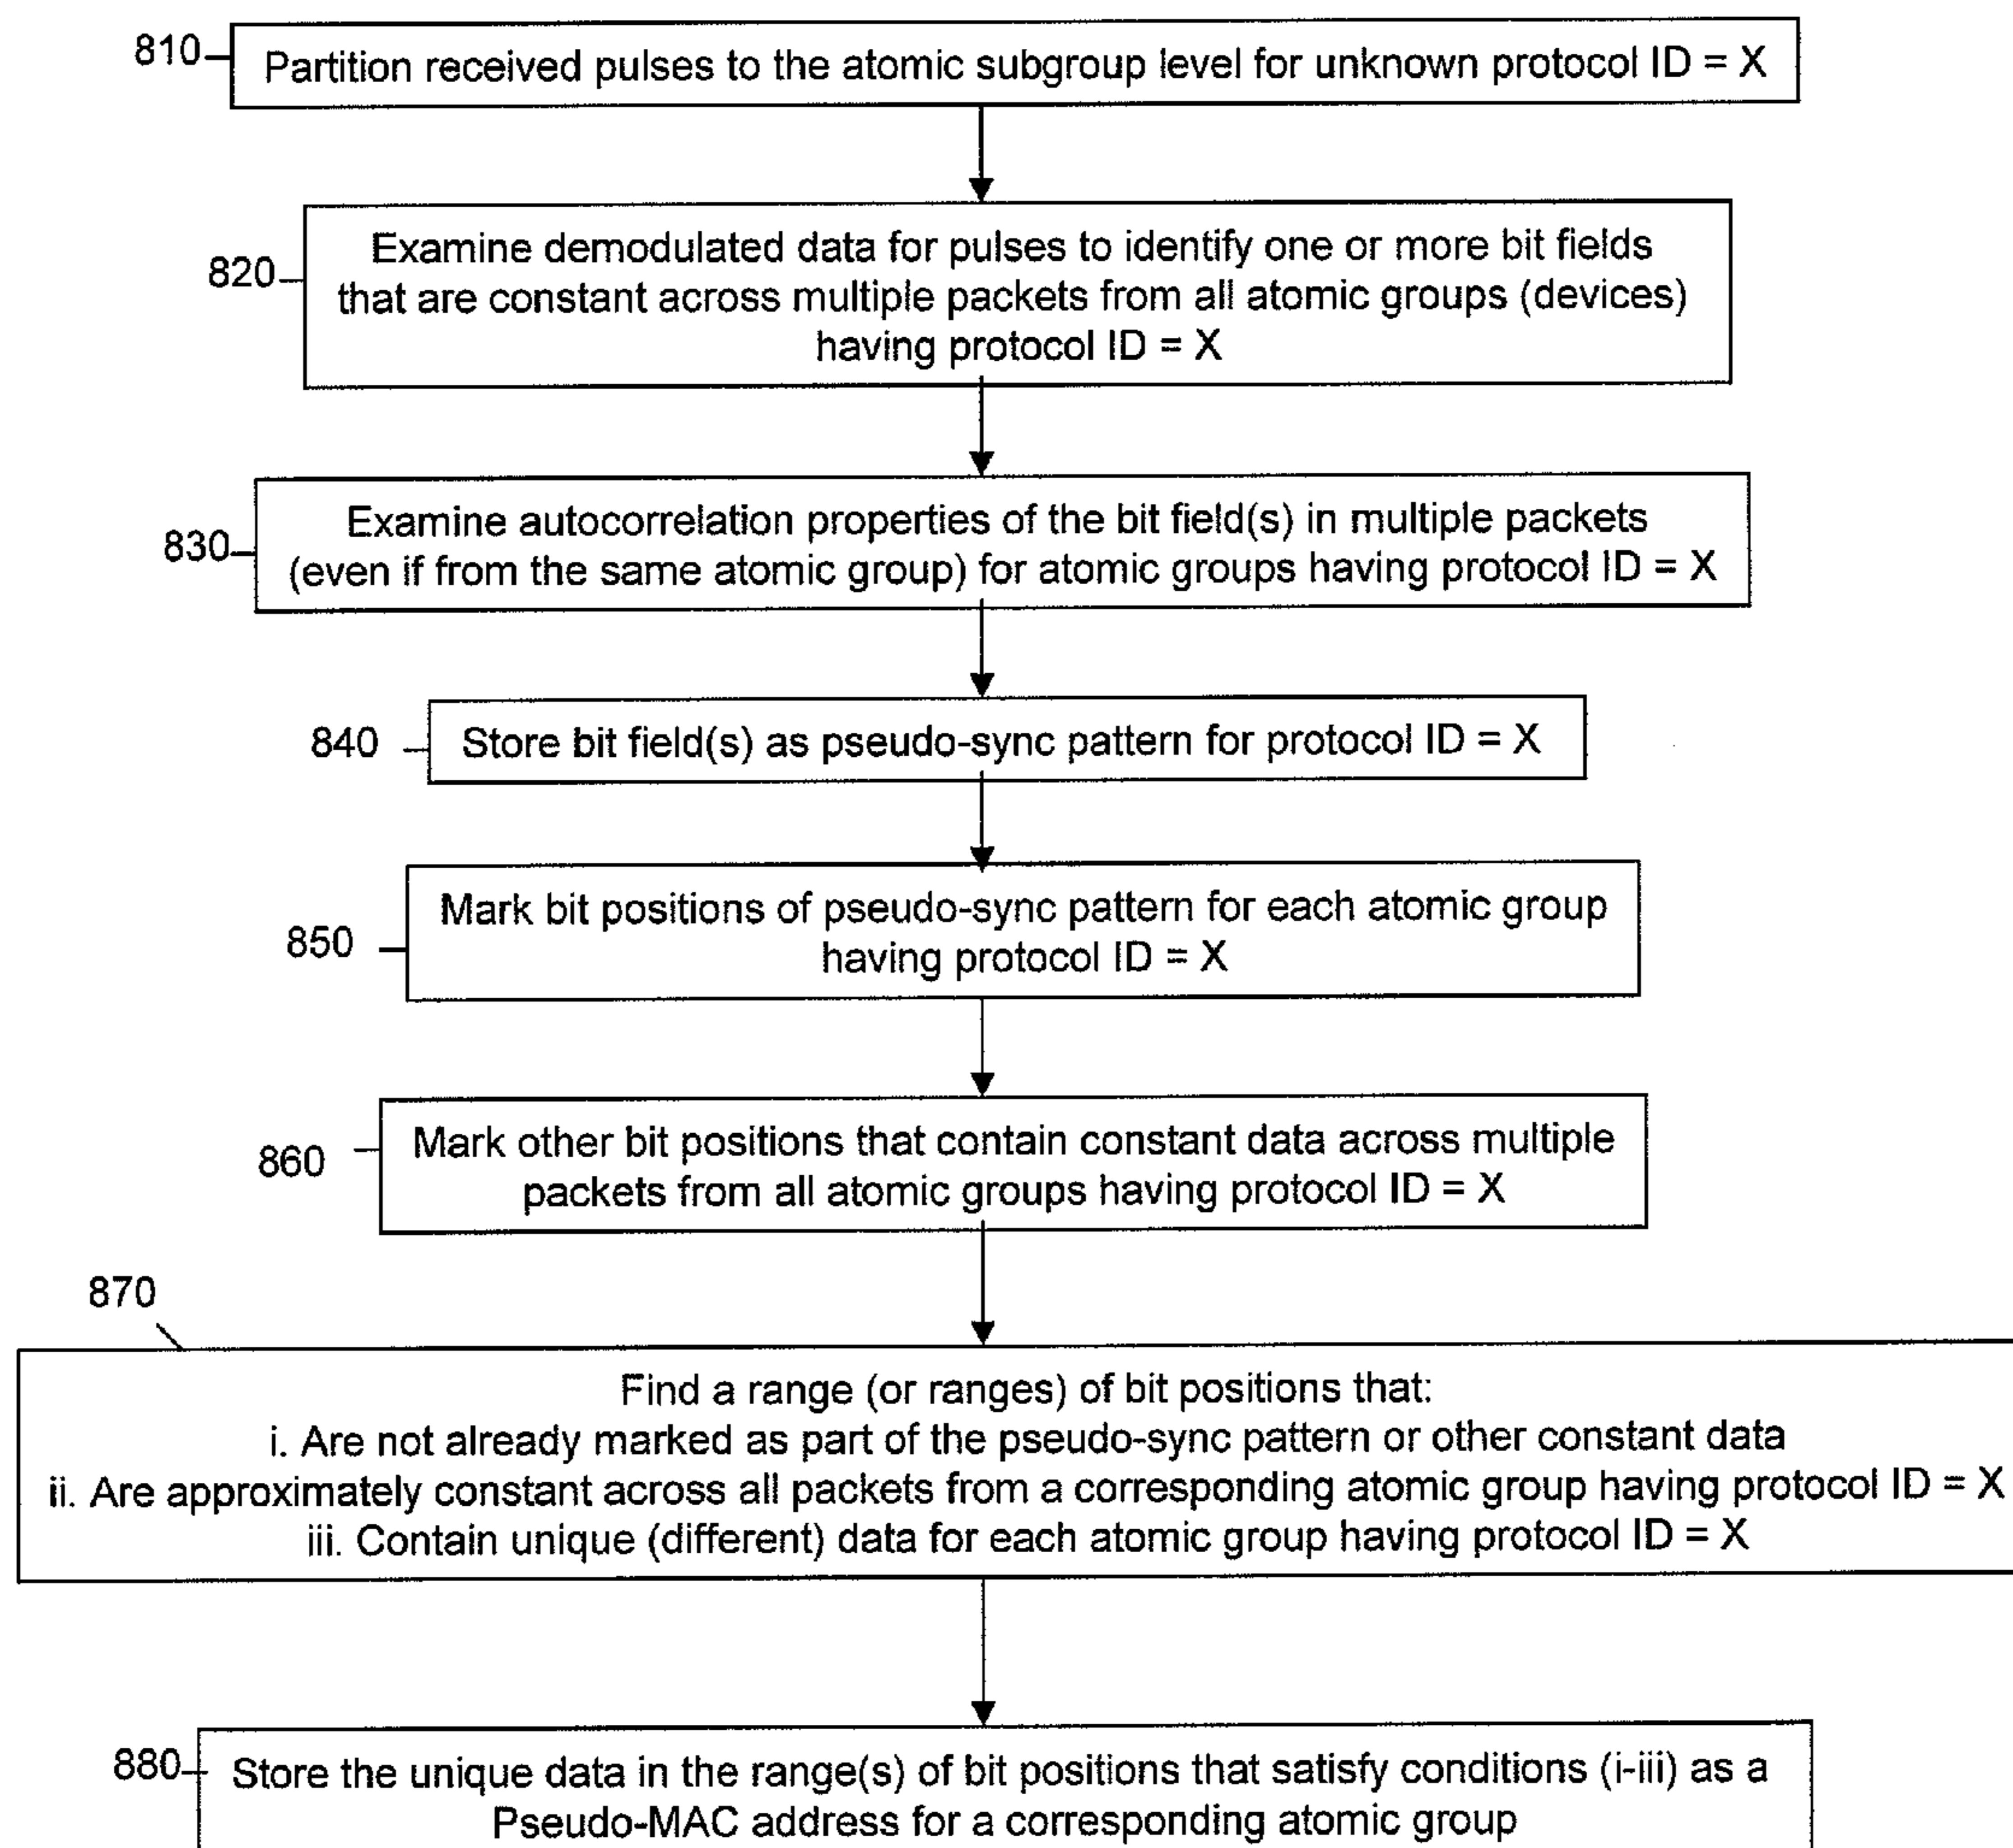 810
Partition received pulses to the atomic subgroup level for unknown protocol ID = X
820
Examine demodulated data for pulses to identify one or more bit fields
that are constant across multiple packets from all atomic groups (devices)
having protocol ID = X
830
Examine autocorrelation properties of the bit field(s) in multiple packets
(even if from the same atomic group) for atomic groups having protocol ID = X
840
Store bit field(s) as pseudo-sync pattern for protocol ID = X
850
Mark bit positions of pseudo-sync pattern for each atomic group
having protocol ID = X
860
Mark other bit positions that contain constant data across multiple
packets from all atomic groups having protocol ID = X
870
Find a range (or ranges) of bit positions that:
i. Are not already marked as part of the pseudo-sync pattern or other constant data
ii. Are approximately constant across all packets from a corresponding atomic group having protocol ID = X
iii. Contain unique (different) data for each atomic group having protocol ID = X
880
Store the unique data in the range(s) of bit positions that satisfy conditions (i-iii) as a
Pseudo-MAC address for a corresponding atomic group